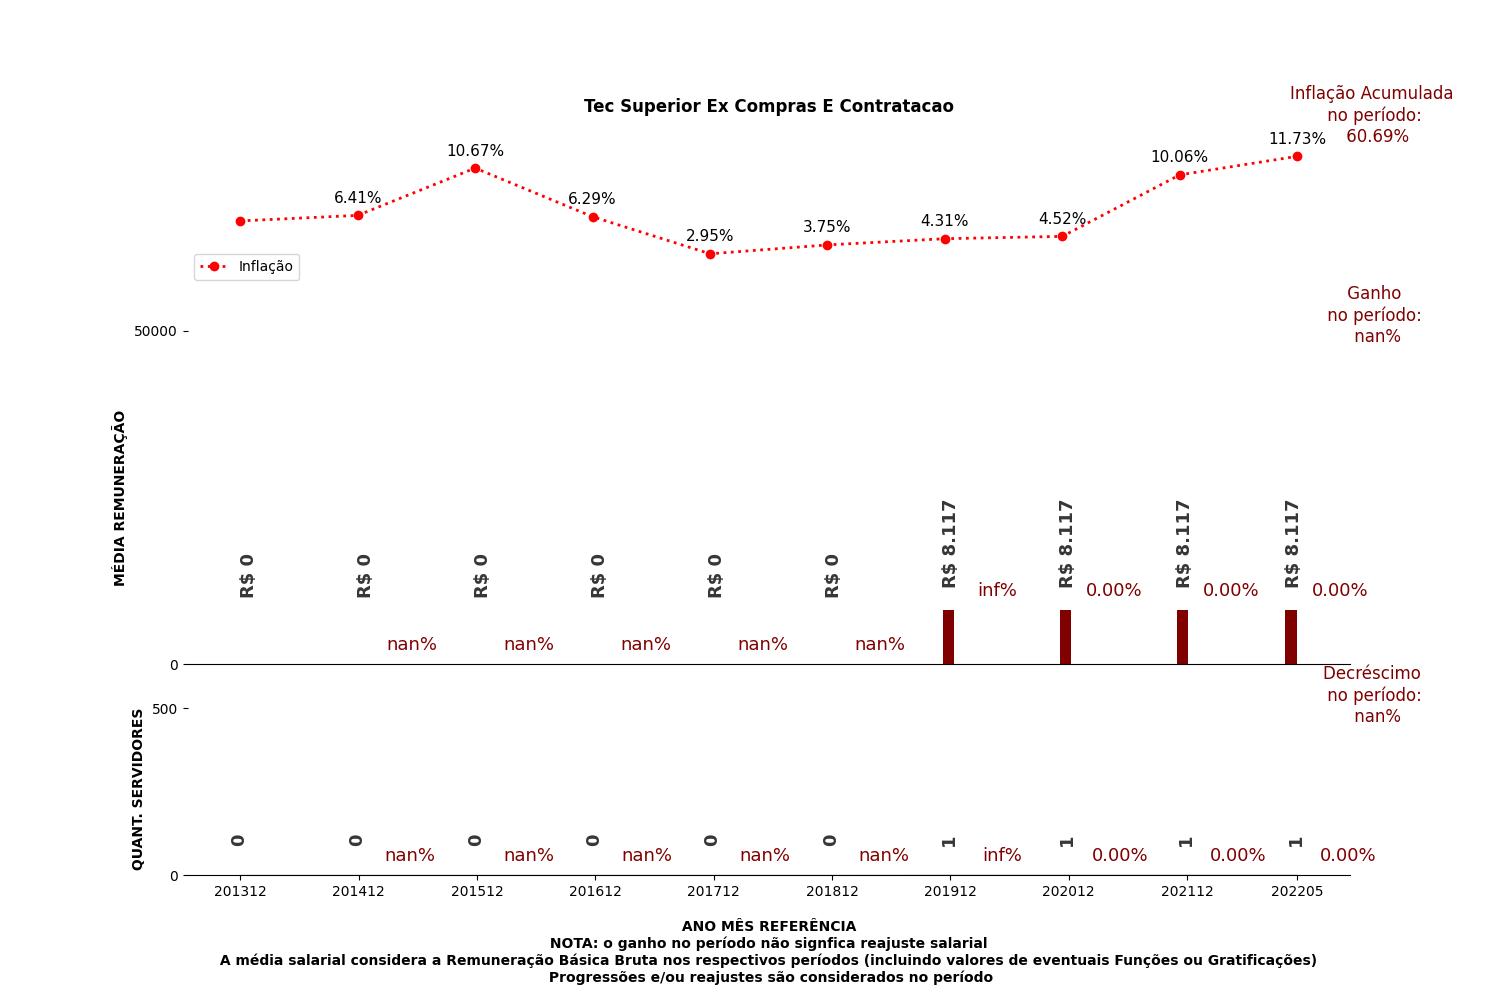 Tec Superior Ex Compras E Contratacao
Inflação Acumulada
no período:
60.69%
6.41%
10.67%
6.29%
2.95%
3.75%
4.31%
4.52%
10.06%
11.73%
Inflação
Ganho
no período:
nan%
50000
0
MÉDIA REMUNERAÇÃO
R$ 0
R$ 0
R$ 0
R$ 0
R$ 0
R$ 0
R$ 8.117
R$ 8.117
R$ 8.117
R$ 8.117
nan%
nan%
nan%
nan%
nan%
inf%
0.00%
0.00%
0.00%
Decréscimo
no período:
nan%
500
0
QUANT. SERVIDORES
0
0
0
0
0
0
1
1
1
1
nan%
nan%
nan%
nan%
nan%
inf%
0.00%
0.00%
0.00%
201312
201412
201512
201612
201712
201812
201912
202012
202112
202205
ANO MÊS REFERÊNCIA
NOTA: o ganho no período não signfica reajuste salarial
A média salarial considera a Remuneração Básica Bruta nos respectivos períodos (incluindo valores de eventuais Funções ou Gratificações)
Progressões e/ou reajustes são considerados no período